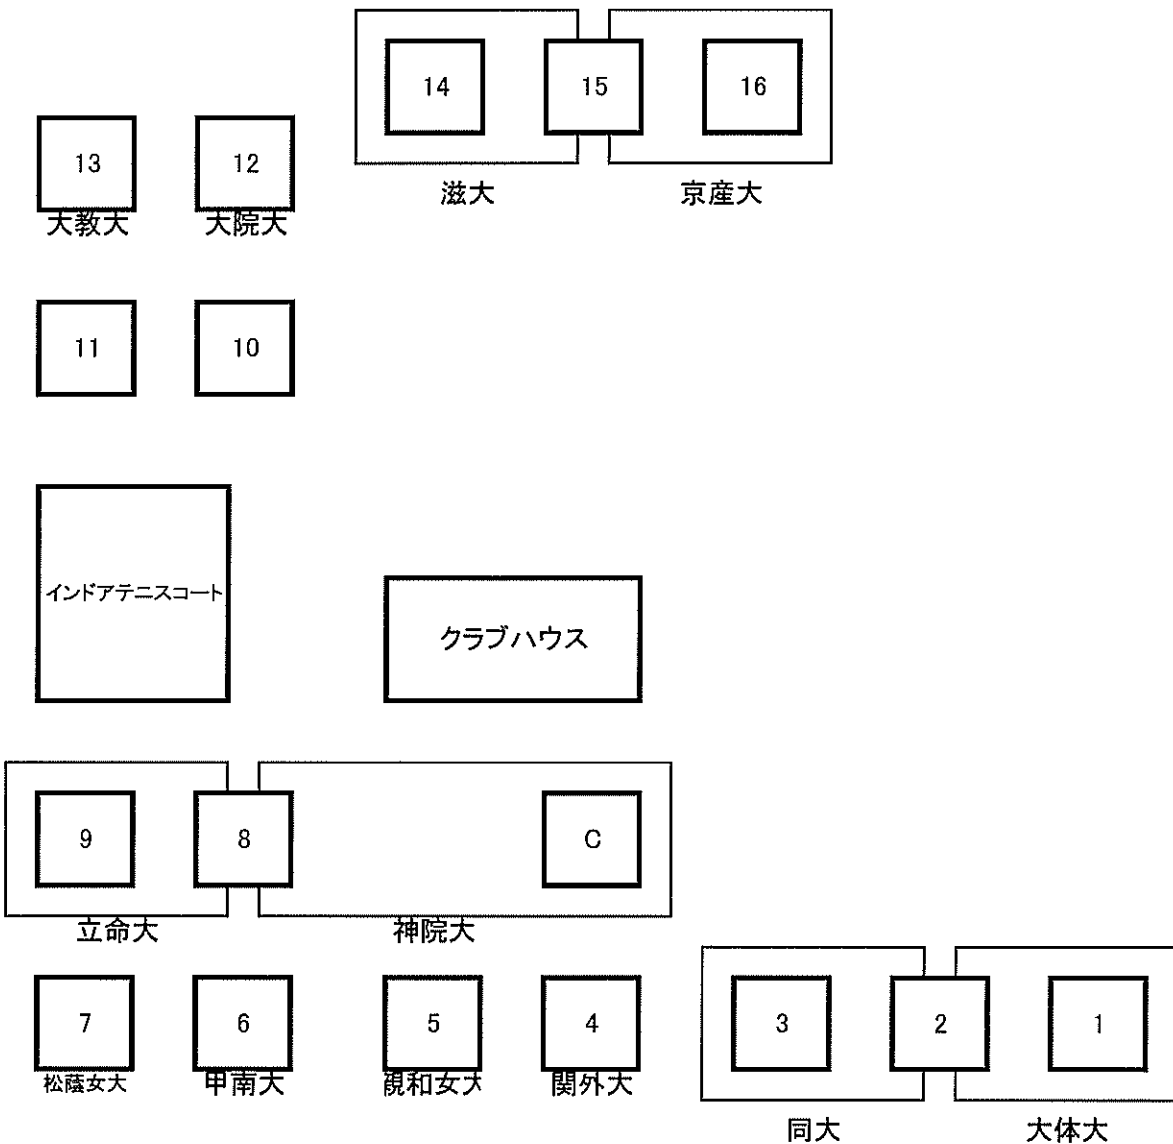 14 15 16
13 12
滋大 京産大
大教大 大院大
11 10
インドアテニスコート
クラブハウス
9 8 C
立命大 神院大
7 6 5 4 3 2 1
松蔭女大 甲南大 親和女大 関外大
同大 大体大